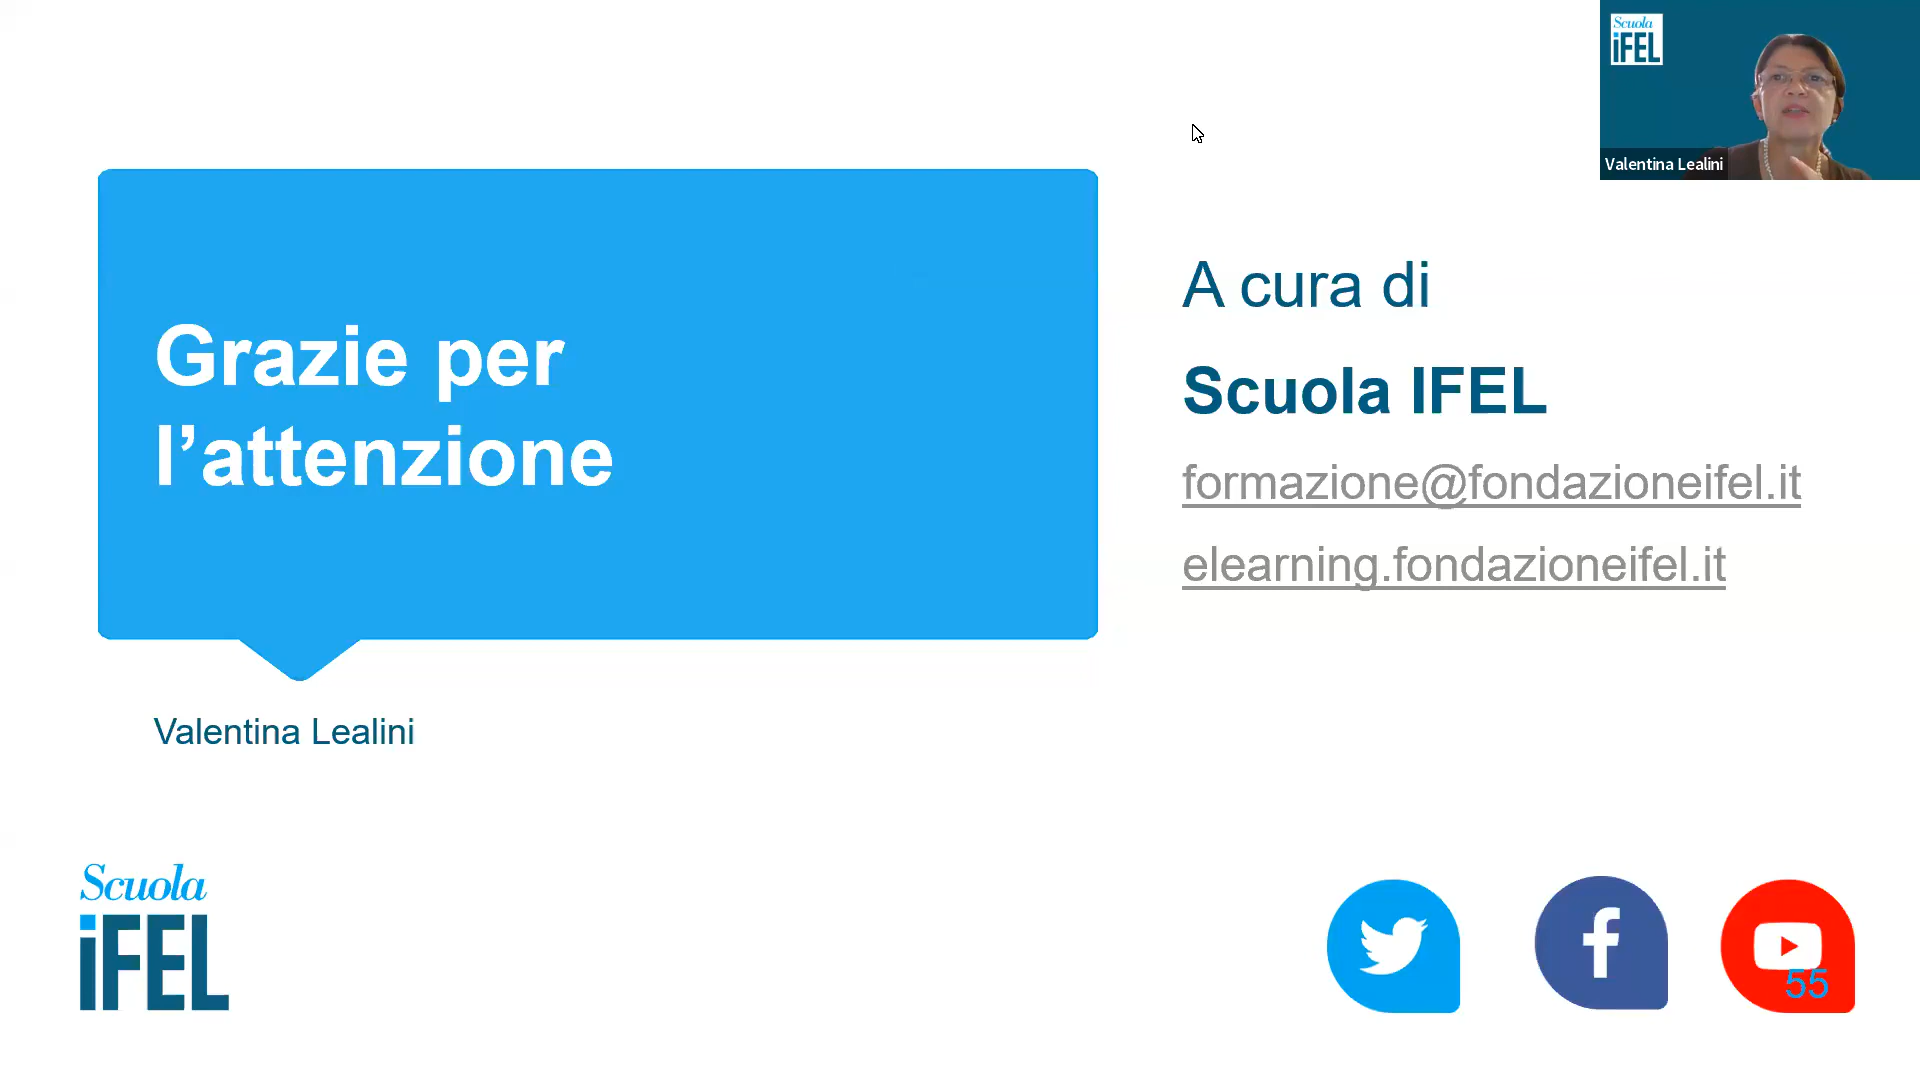 Scuola
iFEL
Valentina Lealini
Grazie per
l’attenzione
A cura di
Scuola IFEL
formazione@fondazioneifel.it
elearning.fondazioneifel.it
Valentina Lealini
Scuola
iFEL
55